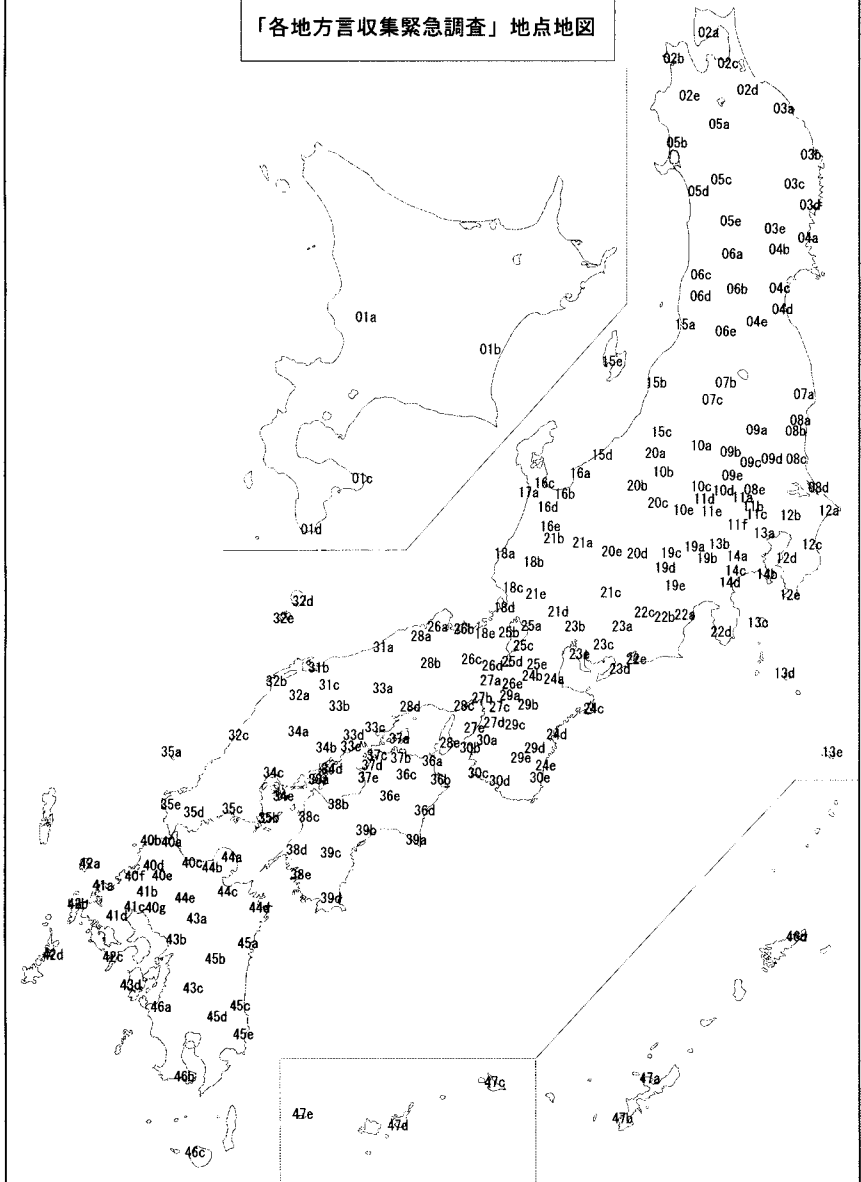 「各地方言収集緊急調査」地点地図
02a
02b
02c
02d
02e
03a
05a
05b
03b
05c
03c
05d
03d
05e
03e
04a
04b
06a
06c
06b
04c
06d
04d
04e
15a
06e
01a
01b
15e
15b
07b
07a
07c
08a
15c
09a
08b
10a
09b
15d
20a
09c
09d
08c
10b
16a
09e
01c
16c
20b
10c
10d
08e
08d
17a
16b
11d
11a
16d
20c
10e
11e
11b
11c
12b
12a
01d
16e
11f
13a
21b
21a
19a
13b
12c
18a
20e
20d
19c
19b
14a
12d
18b
19d
14c
14b
14d
18c
21e
21c
19e
12e
32d
18d
21d
22c
22b
22a
32e
26a
26b
18e
25b
25a
23b
23a
22d
13c
28a
31a
25c
23c
23e
28b
26c
26d
25d
25e
22e
31b
23d
13d
32b
31c
33a
27a
26e
24b
24a
32a
27b
29a
33b
28d
28c
27c
29b
24c
32c
34a
33c
27e
27d
29c
24d
33d
37a
34b
33e
28e
30a
30b
29d
35a
37c
37b
36a
29e
13e
34c
34d
37d
36c
30c
24e
37e
36b
30d
30e
34e
36e
35e
38b
35d
35c
35b
38c
36d
39b
40b
40a
39a
38d
39c
42a
40d
40c
44a
44b
40f
40e
38e
41a
41b
44c
44e
39d
41c
40g
44d
41d
43a
43b
45a
46d
42d
42c
45b
43d
43c
46a
45c
45d
45e
46b
47c
47a
47e
47d
47b
46c